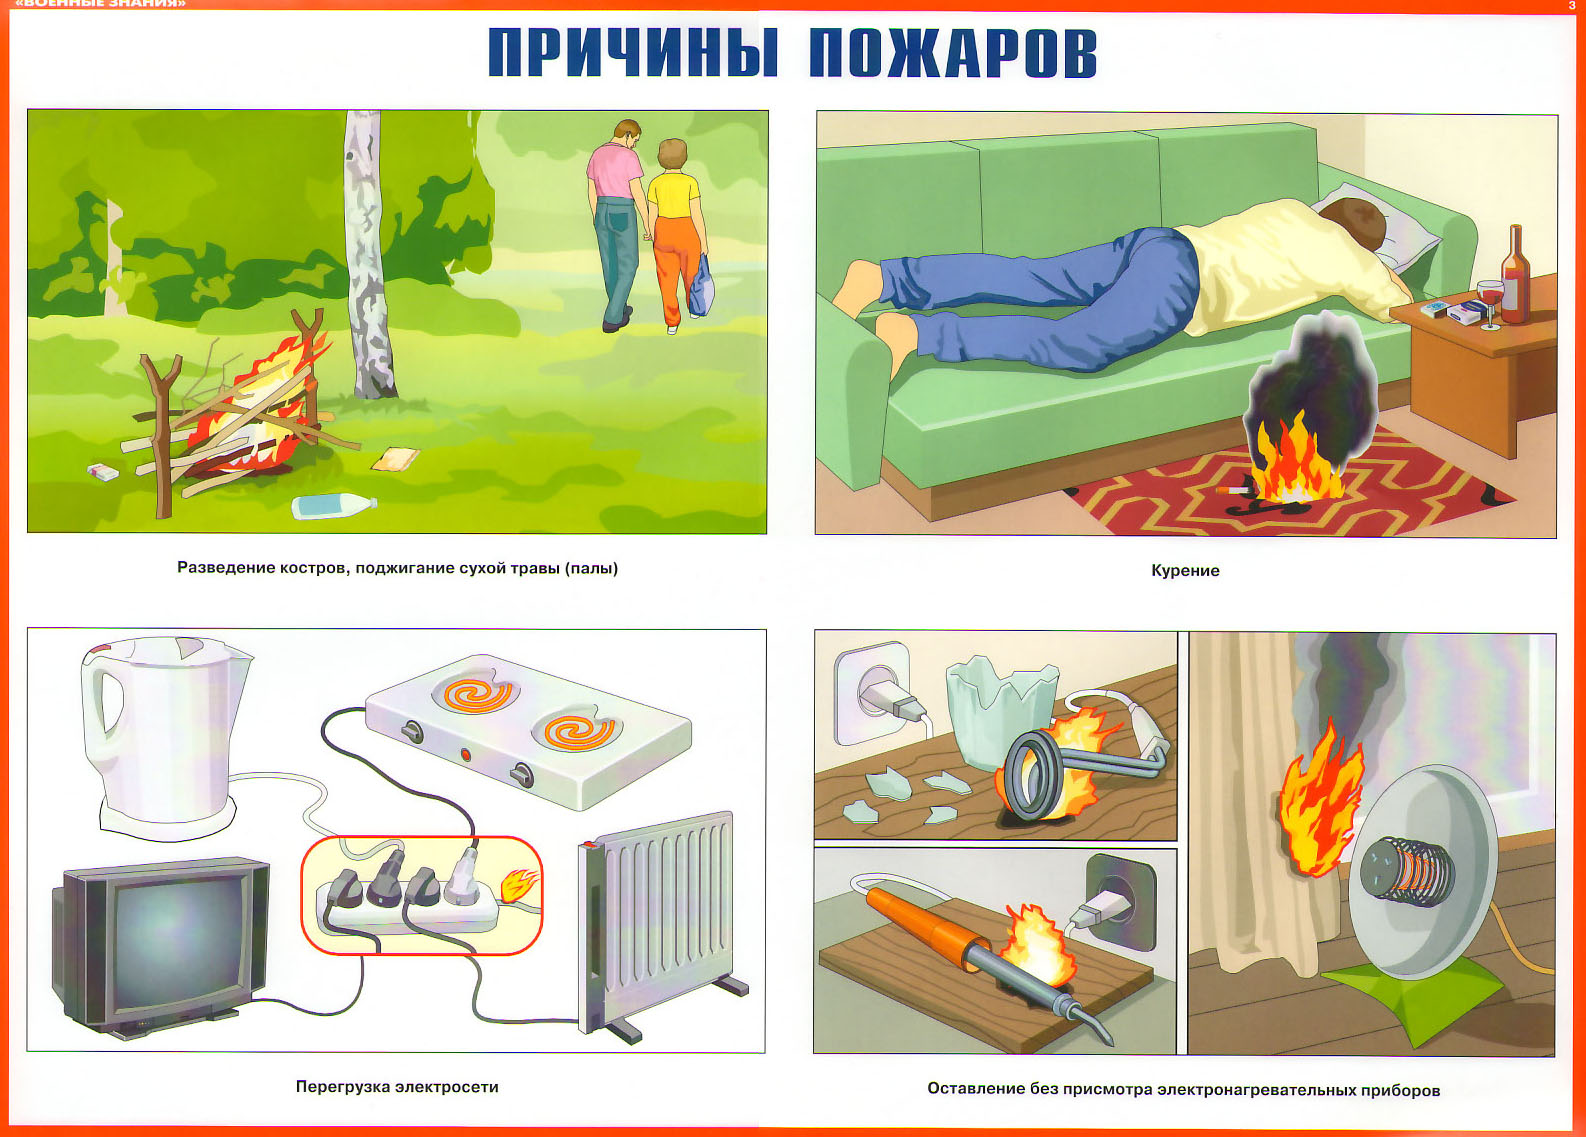 «ВОЕННЫЕ ЗНАНИЯ»
3
ПРИЧИНЫ ПОЖАРОВ
Разведение костров, поджигание сухой травы (палы)
Курение
Перегрузка электросети
Оставление без присмотра электронагревательных приборов